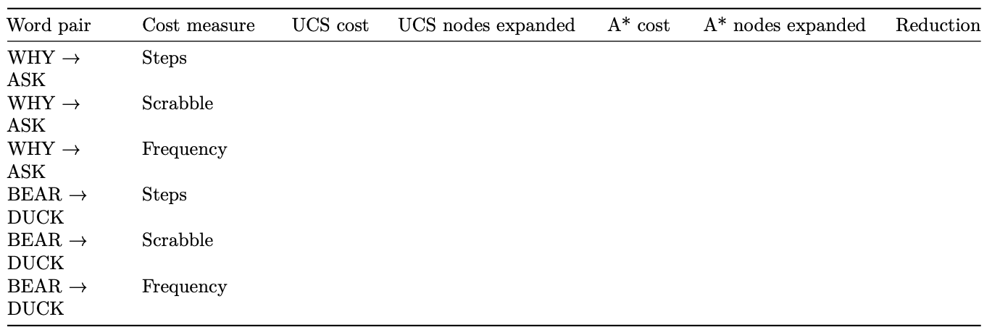 Word pair Cost measure UCS cost UCS nodes expanded A* cost A* nodes expanded Reduction
WHY → Steps
ASK
WHY → Scrabble
ASK
WHY → Frequency
ASK
BEAR → Steps
DUCK
BEAR → Scrabble
DUCK
BEAR → Frequency
DUCK